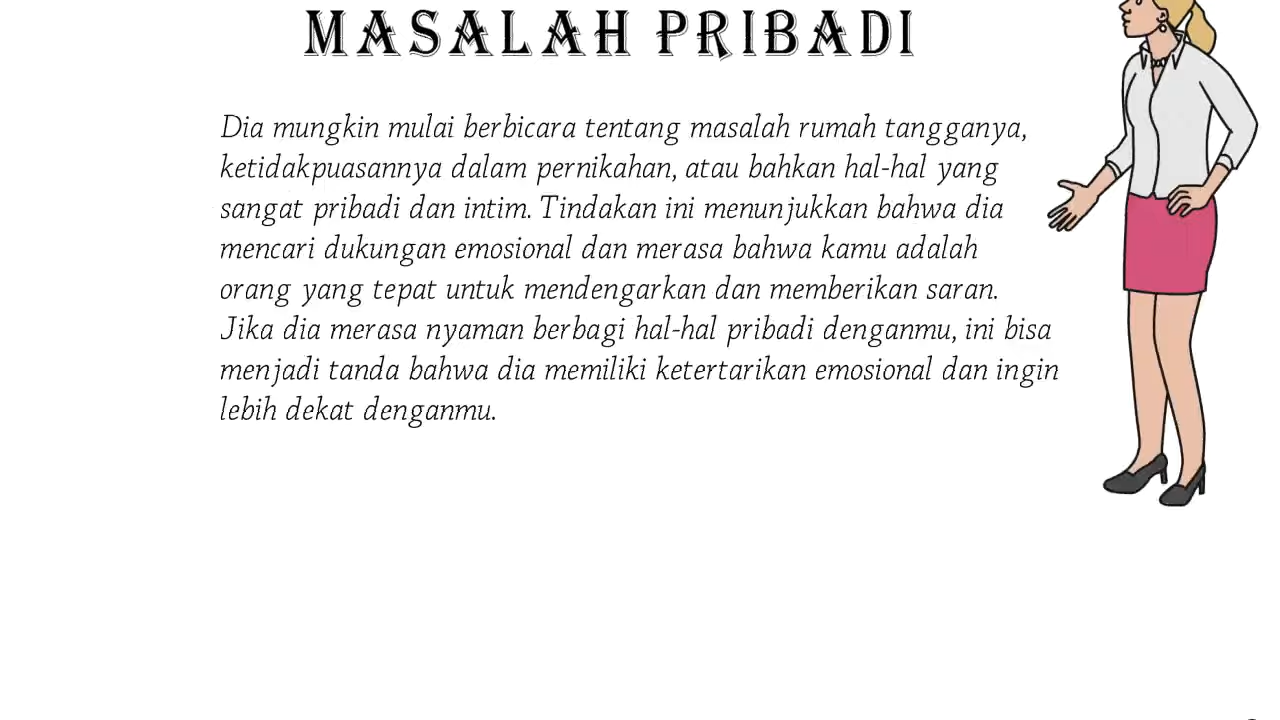 MASALAH PRIBADI
Dia mungkin mulai berbicara tentang masalah rumah tangganya,
ketidakpuasannya dalam pernikahan, atau bahkan hal-hal yang
sangat pribadi dan intim. Tindakan ini menunjukkan bahwa dia
mencari dukungan emosional dan merasa bahwa kamu adalah
orang yang tepat untuk mendengarkan dan memberikan saran.
Jika dia merasa nyaman berbagi hal-hal pribadi denganmu, ini bisa
menjadi tanda bahwa dia memiliki ketertarikan emosional dan ingin
lebih dekat denganmu.